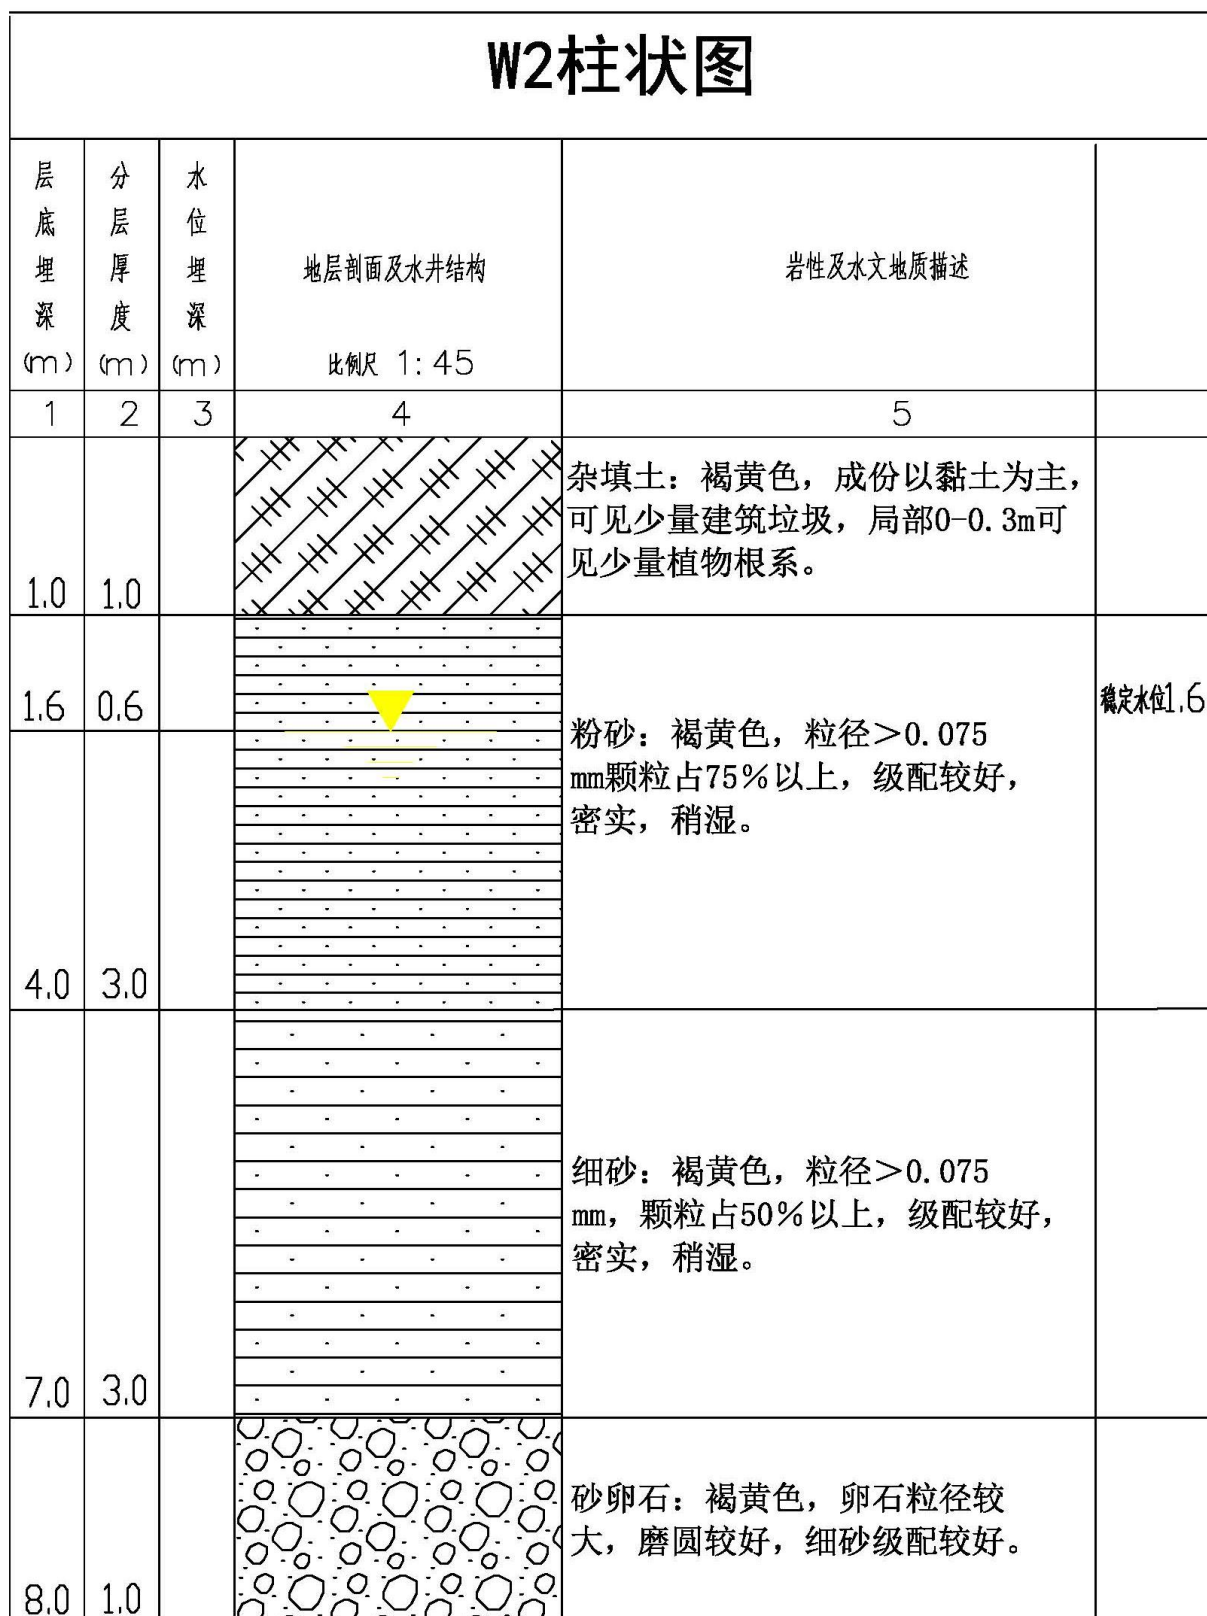 W2柱状图
层底埋深(m)
分层厚度(m)
水位埋深(m)
地层剖面及水井结构
比例尺 1:45
岩性及水文地质描述
1 2 3 4 5
杂填土：褐黄色，成份以黏土为主，
可见少量建筑垃圾，局部0-0.3m可
见少量植物根系。
1.0 1.0
1.6 0.6
稳定水位1.6
粉砂：褐黄色，粒径＞0.075
mm颗粒占75％以上，级配较好，
密实，稍湿。
4.0 3.0
细砂：褐黄色，粒径＞0.075
mm，颗粒占50％以上，级配较好，
密实，稍湿。
7.0 3.0
砂卵石：褐黄色，卵石粒径较
大，磨圆较好，细砂级配较好。
8.0 1.0